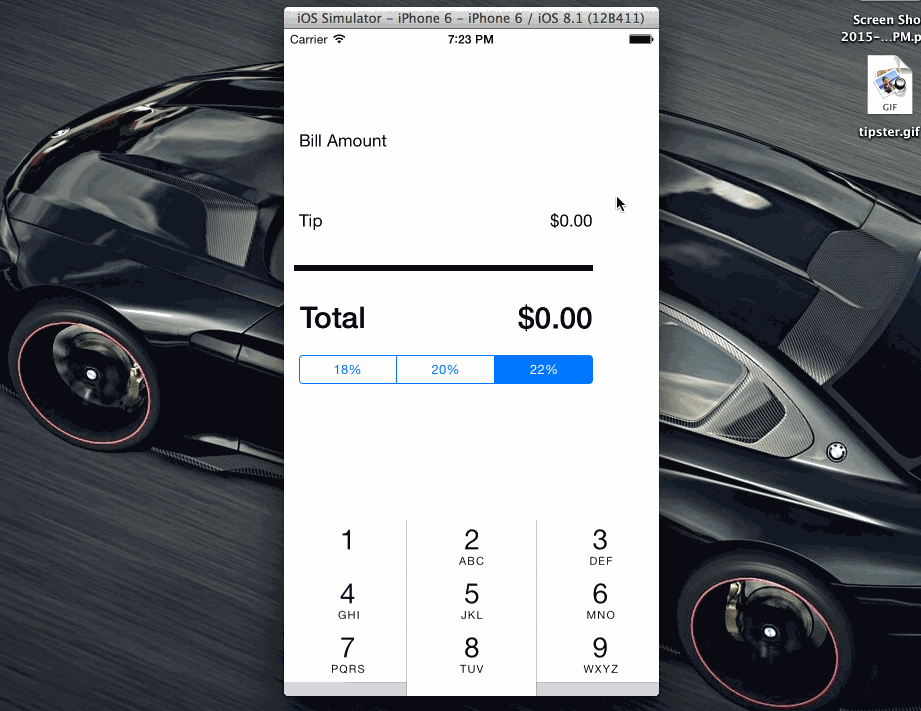 iOS Simulator - iPhone 6 - iPhone 6 / iOS 8.1 (12B411)
Carrier 7:23 PM
Bill Amount
Tip $0.00
Total $0.00
18% 20% 22%
1 2 3
ABC DEF
4 5 6
GHI JKL MNO
7 8 9
PQRS TUV WXYZ
Screen Sho
2015-...PM.p
GIF
tipster.gif